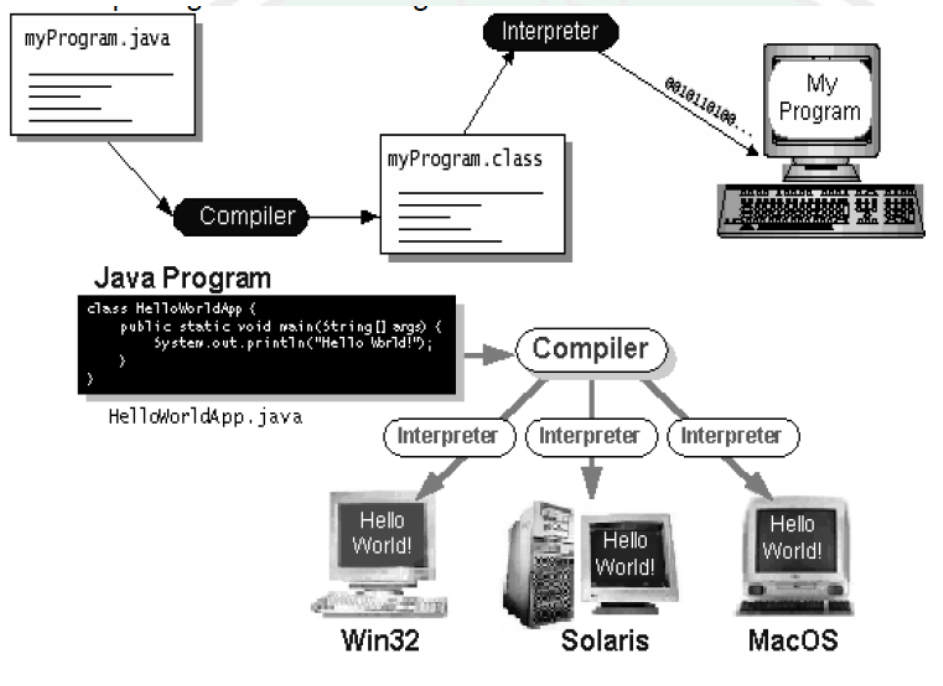 myProgram.java
Interpreter
0010110100...
My
Program
myProgram.class
Compiler
Java Program
class HelloWorldApp {
public static void main(String[] args) {
System.out.println("Hello World!");
}
}
HelloWorldApp.java
Compiler
Interpreter
Interpreter
Interpreter
Hello
World!
Hello
World!
Hello
World!
Win32
Solaris
MacOS